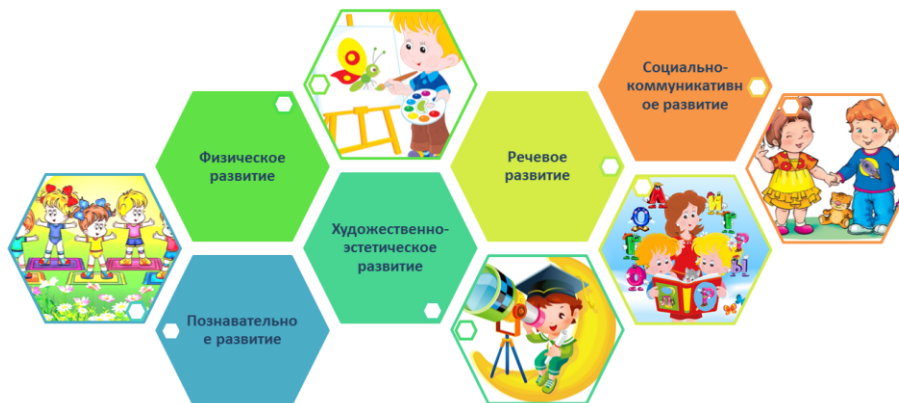 Социально-
коммуникативн
ое развитие
Физическое
развитие
Речевое
развитие
Художественно-
эстетическое
развитие
Познавательно
е развитие